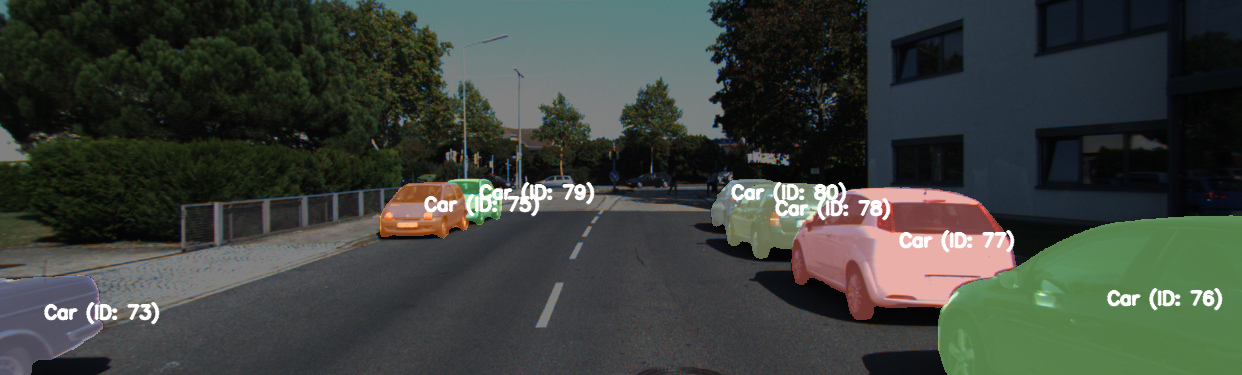 Car (ID: 79)
Car (ID: 75)
Car (ID: 80)
Car (ID: 78)
Car (ID: 77)
Car (ID: 76)
Car (ID: 73)